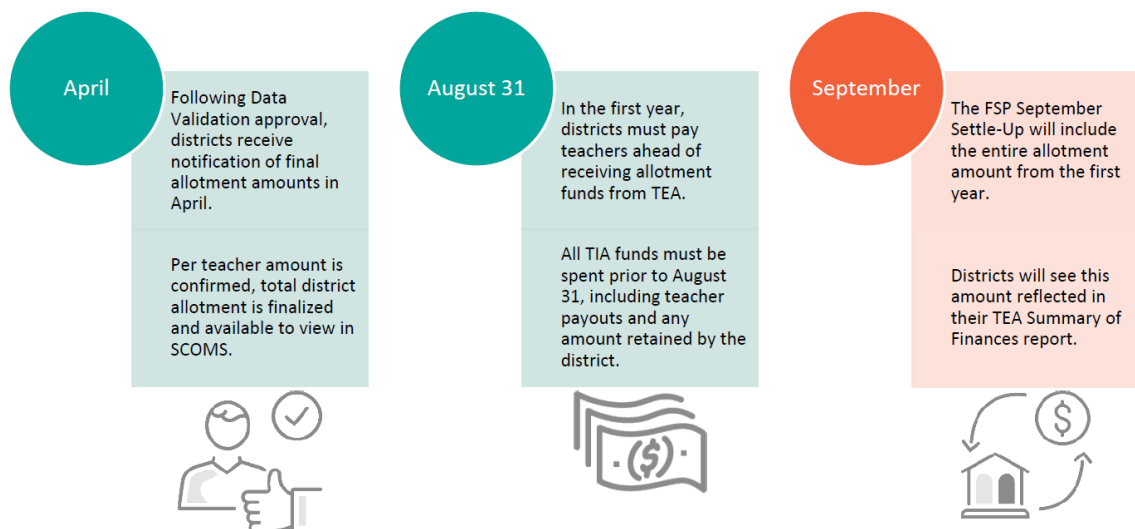 April
Following Data
Validation approval,
districts receive
notification of final
allotment amounts in
April.
Per teacher amount is
confirmed, total district
allotment is finalized
and available to view in
SCOMS.
August 31
In the first year,
districts must pay
teachers ahead of
receiving allotment
funds from TEA.
All TIA funds must be
spent prior to August
31, including teacher
payouts and any
amount retained by the
district.
($)
September
The FSP September
Settle-Up will include
the entire allotment
amount from the first
year.
Districts will see this
amount reflected in
their TEA Summary of
Finances report.
$